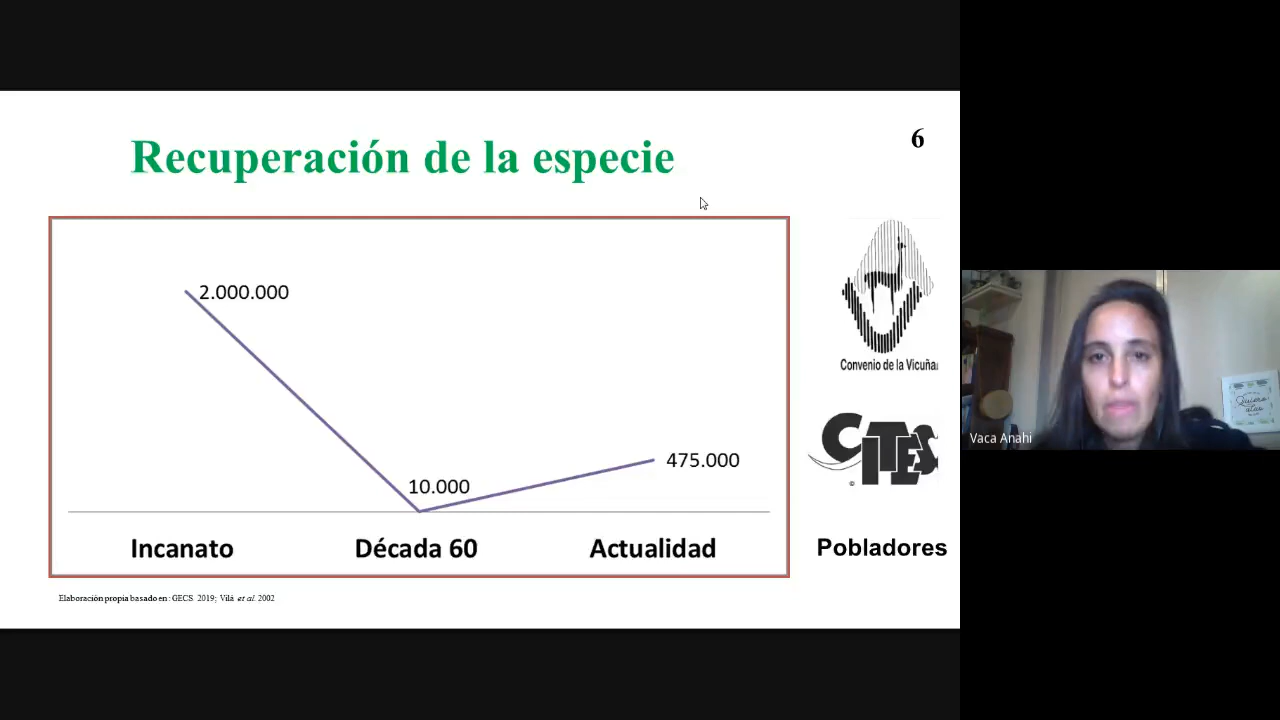 Recuperación de la especie
6
2.000.000
10.000
475.000
Incanato
Década 60
Actualidad
Elaboración propia basado en: GECS. 2019; Vilá et al. 2002
Convenio de la Vicuña
CITES
©
Pobladores
Vaca Anahi
Quiero